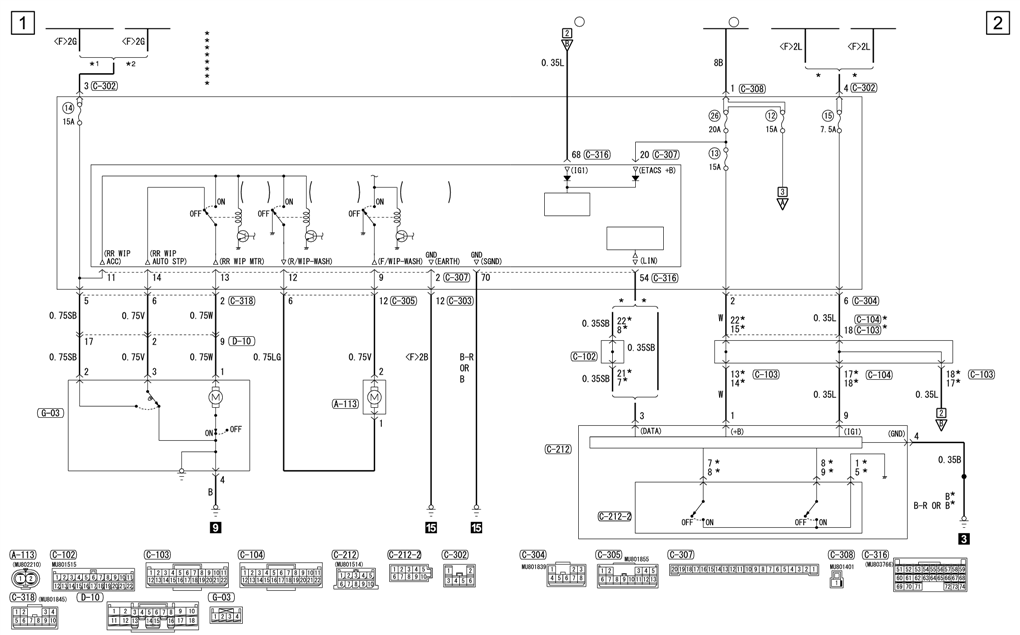 1
2
<F>2G
<F>2G
*1 *2
*
*
*
*
*
*
*
2
B
0.35L
8B
<F>2L
<F>2L
* *
3 C-302
1 C-308
4 C-302
14
15A
26
20A
12
15A
15
7.5A
13
15A
68 C-316
20 C-307
(IG1)
(ETACS +B)
3
A
ON
OFF
ON
OFF
ON
OFF
(RR WIP ACC)
(RR WIP AUTO STP)
(RR WIP MTR)
(R/WIP-WASH)
(F/WIP-WASH)
GND
(EARTH)
GND
(SGND)
(LIN)
11
14
13
12
9
2 C-307
70
54 C-316
5
6
2 C-318
6
12 C-305
12 C-303
2
6 C-304
* *
0.75SB
0.75V
0.75W
0.35SB
22*
8*
W
22*
15*
0.35L
C-104 *
18 C-103 *
17
2
9 D-10
0.75SB
0.75V
0.75W
0.75LG
0.75V
<F>2B
B-R
OR
B
C-102
0.35SB
0.35SB
21*
7*
13*
14*
C-103
17*
18*
C-104
18*
17*
C-103
2
3
1
2
W
0.35L
0.35L
2
B
G-03
M
A-113
M
1
ON
OFF
4
B
9
15
15
3
1
9
(DATA)
(+B)
(IG1)
(GND)
4
C-212
0.35B
7*
8*
8*
9*
1*
5*
C-212-2
OFF
ON
OFF
ON
B*
B-R OR B*
3
A-113
(MU802210)
1 2
C-102
MU801515
1 2 3 4 5 6 7 8 9 10 11
12 13 14 15 16 17 18 19 20 21 22
C-103
1 2 3 4 5 6 7 8 9 10 11
12 13 14 15 16 17 18 19 20 21 22
C-104
1 2 3 4 5 6 7 8 9 10 11
12 13 14 15 16 17 18 19 20 21 22
C-212
(MU801514)
1 2 3 4
5 6 7 8 9 10
C-212-2
1 2 3 4 5
6 7 8 9 10
C-302
1 2
3 4 5 6
C-304
MU801839
1 2 3
4 5 6 7 8
C-305
MU801855
1 2 3 4 5
6 7 8 9 10 11 12 13
C-307
20 19 18 17 16 15 14 13 12 11 10 9 8 7 6 5 4 3 2 1
C-308
MU801401
1
C-316
(MU803766)
51 52 53 54 55 56 57 58 59
60 61 62 63 64 65 66 67 68
69 70 71 72 73 74
C-318
(MU801845)
1 2 3 4
5 6 7 8 9 10
D-10
1 2 3 4 5 6 7 8 9 10
11 12 13 14 15 16 17 18
G-03
1 2 3 4